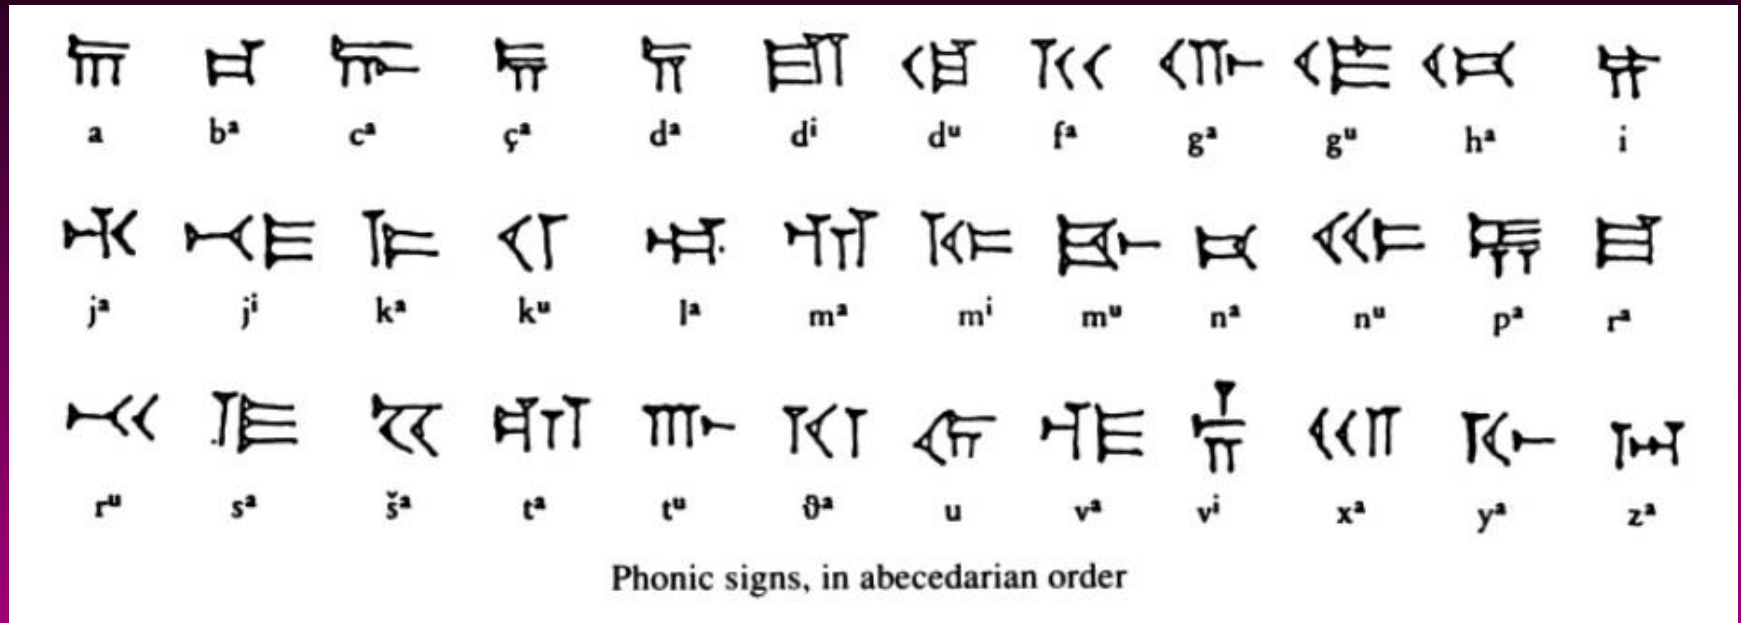 𐎠 𐎲 𐎨 𐏂 𐎭 𐎮 𐎯 𐎳 𐎥 𐎦 𐏃 𐎡
a bᵃ cᵃ çᵃ dᵃ dⁱ dᵘ fᵃ gᵃ gᵘ hᵃ i
𐎩 𐎪 𐎣 𐎤 𐎾 𐎶 𐎷 𐎸 𐎴 𐎵 𐎱 𐎼
jᵃ jⁱ kᵃ kᵘ lᵃ mᵃ mⁱ mᵘ nᵃ nᵘ pᵃ rᵃ
𐎽 𐎿 𐏁 𐎫 𐎬 𐎰 𐎢 𐎺 𐎻 𐎧 𐎹 𐏀
rᵘ sᵃ šᵃ tᵃ tᵘ ϑᵃ u vᵃ vⁱ xᵃ yᵃ zᵃ
Phonic signs, in abecedarian order